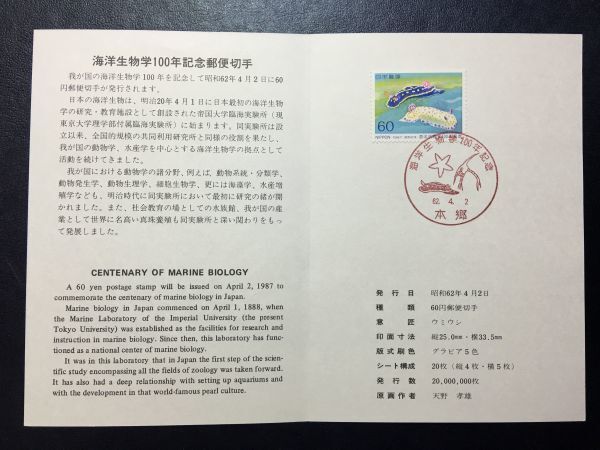 海洋生物学100年記念郵便切手
我が国の海洋生物学100年を記念して昭和62年4月2日に60
円郵便切手が発行されます。
日本の海洋生物は、明治20年4月1日に日本最初の海洋生物
学の研究・教育施設として創設された帝国大学臨海実験所（現
東京大学理学部付属臨海実験所）に始まります。同実験所は設
立以来、全国的規模の共同利用研究所と同様の役割を果たし、
我が国の動物学、水産学を中心とする海洋生物学の拠点として
活動を続けてきました。
我が国における動物学の諸分野、例えば、動物系統・分類学、
動物発生学、動物生理学、細胞生物学、更には海藻学、水産増
殖学なども、明治時代に同実験所において最初に研究の緒が開
かれました。また、社会教育の場としての水族館、我が国の産
業として世界に名高い真珠養殖も同実験所と深い関わりをもっ
て発展しました。
CENTENARY OF MARINE BIOLOGY
A 60 yen postage stamp will be issued on April 2, 1987 to
commemorate the centenary of marine biology in Japan.
Marine biology in Japan commenced on April 1, 1888, when
the Marine Laboratory of the Imperial University (the present
Tokyo University) was established as the facilities for research and
instruction in marine biology. Since then, this laboratory has func-
tioned as a national center of marine biology.
It was in this laboratory that in Japan the first step of the scien-
tific study encompassing all the fields of zoology was taken forward.
It has also had a deep relationship with setting up aquariums and
with the development in that world-famous pearl culture.
日本郵便
60
NIPPON
海洋生物学100年記念
62. 4. 2
本郷
発行日 昭和62年4月2日
種類 60円郵便切手
意匠 ウミウシ
印面寸法 縦25.0mm・横33.5mm
版式刷色 グラビア5色
シート構成 20枚（縦4枚・横5枚）
発行数 20,000,000枚
原画作者 天野 孝雄